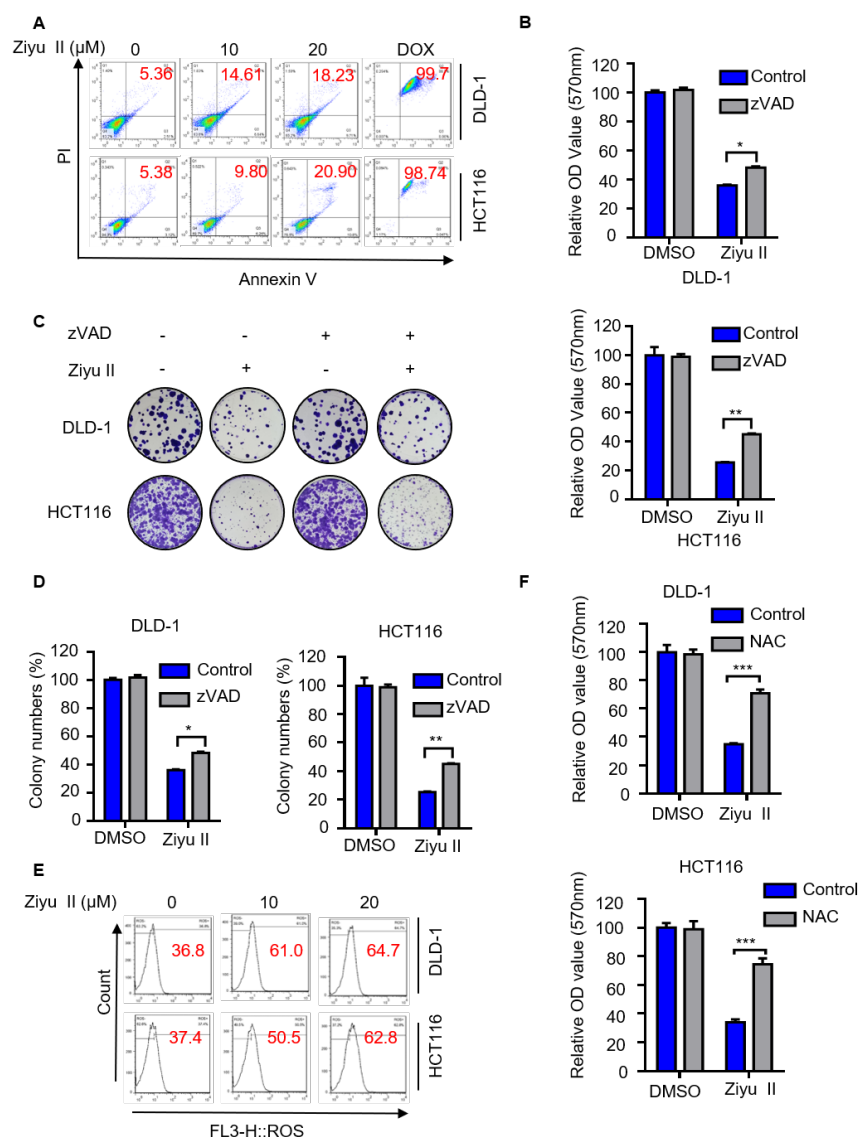 A
Ziyu II (μM)
0
10
20
DOX
5.36
14.61
18.23
99.7
DLD-1
5.38
9.80
20.90
98.74
HCT116
PI
Annexin V
B
Relative OD Value (570nm)
120
100
80
60
40
20
0
Control
zVAD
*
DMSO
Ziyu II
DLD-1
Relative OD Value (570nm)
120
100
80
60
40
20
0
Control
zVAD
**
DMSO
Ziyu II
HCT116
C
zVAD - - + +
Ziyu II - + - +
DLD-1
HCT116
D
DLD-1
Colony numbers (%)
120
100
80
60
40
20
0
Control
zVAD
*
DMSO
Ziyu II
HCT116
Colony numbers (%)
120
100
80
60
40
20
0
Control
zVAD
**
DMSO
Ziyu II
E
Ziyu II (μM)
0
10
20
36.8
61.0
64.7
DLD-1
37.4
50.5
62.8
HCT116
Count
FL3-H::ROS
F
DLD-1
Relative OD value (570nm)
120
100
80
60
40
20
0
Control
NAC
***
DMSO
Ziyu II
HCT116
Relative OD value (570nm)
120
100
80
60
40
20
0
Control
NAC
***
DMSO
Ziyu II